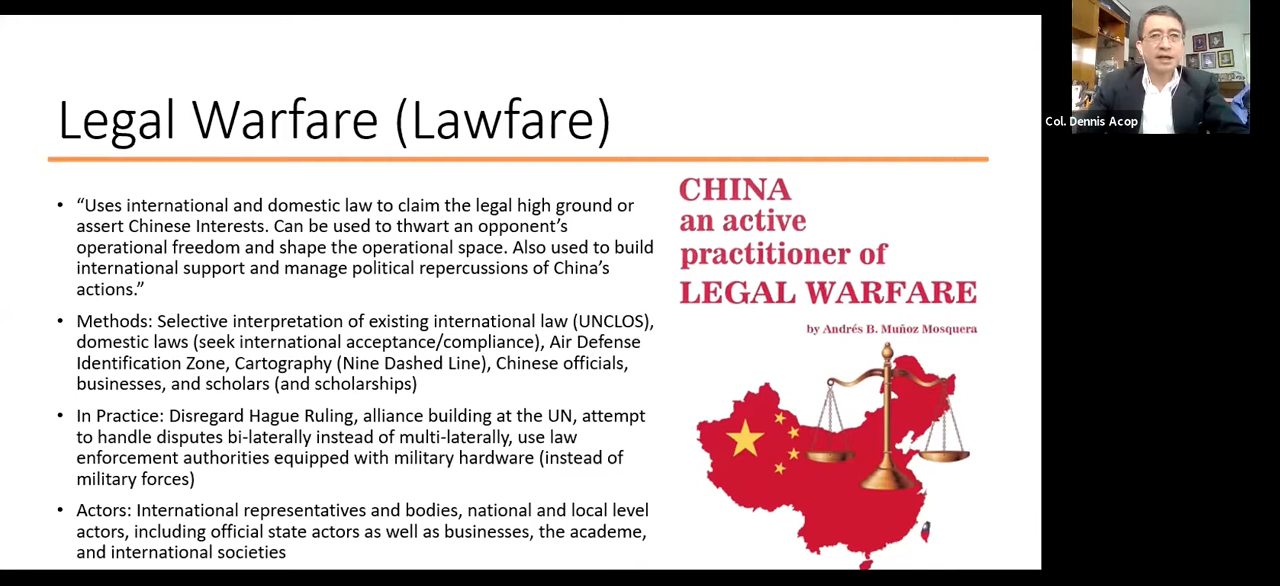 Legal Warfare (Lawfare)
• “Uses international and domestic law to claim the legal high ground or
assert Chinese Interests. Can be used to thwart an opponent’s
operational freedom and shape the operational space. Also used to build
international support and manage political repercussions of China’s
actions.”
• Methods: Selective interpretation of existing international law (UNCLOS),
domestic laws (seek international acceptance/compliance), Air Defense
Identification Zone, Cartography (Nine Dashed Line), Chinese officials,
businesses, and scholars (and scholarships)
• In Practice: Disregard Hague Ruling, alliance building at the UN, attempt
to handle disputes bi-laterally instead of multi-laterally, use law
enforcement authorities equipped with military hardware (instead of
military forces)
• Actors: International representatives and bodies, national and local level
actors, including official state actors as well as businesses, the academe,
and international societies
CHINA
an active
practitioner of
LEGAL WARFARE
by Andrés B. Muñoz Mosquera
Col. Dennis Acop